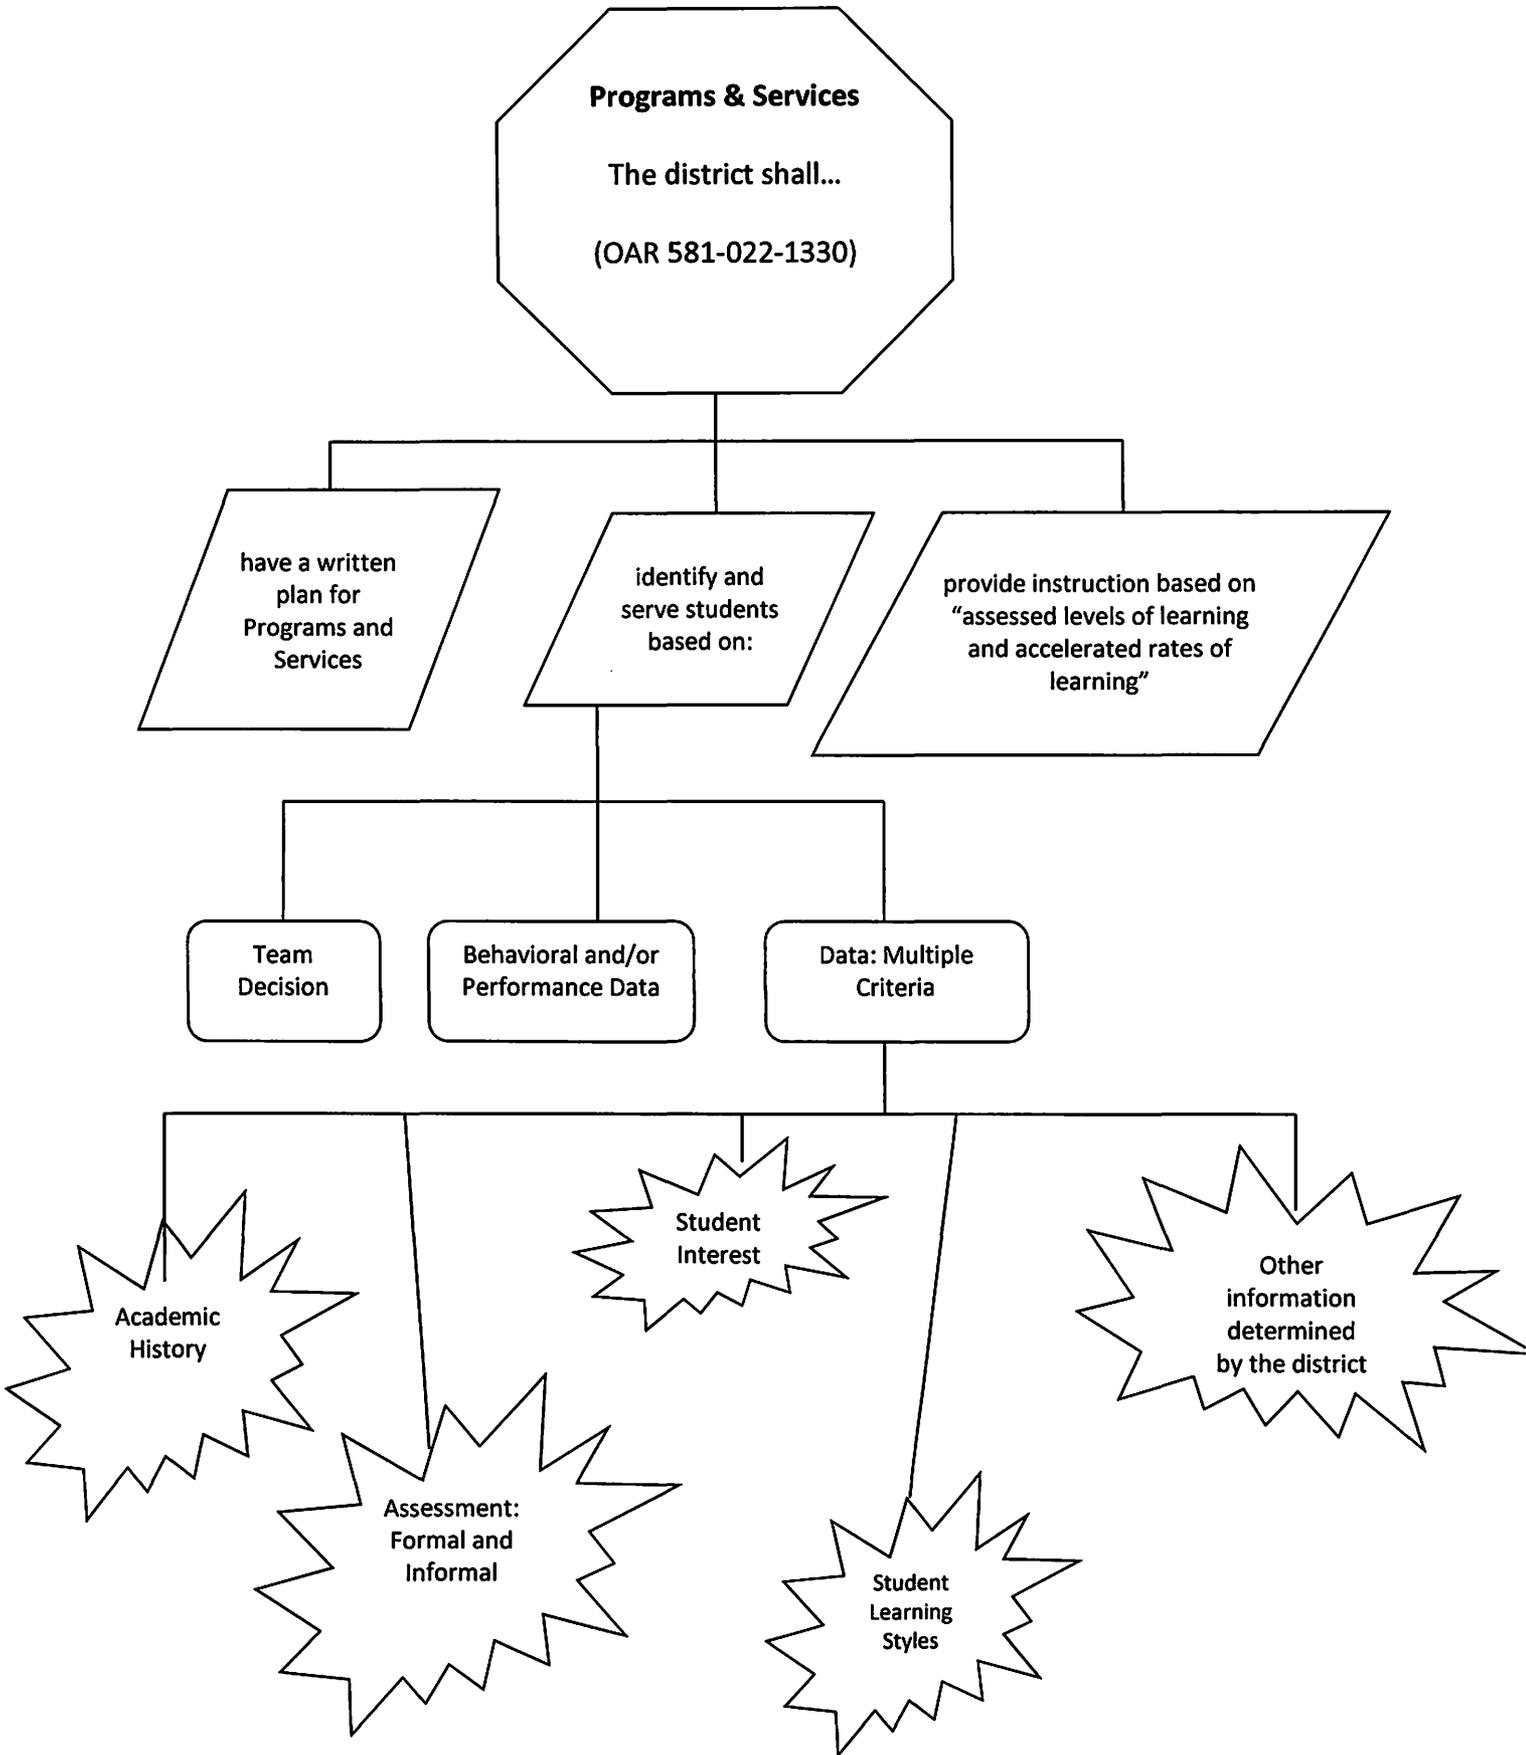 Programs & Services
The district shall...
(OAR 581-022-1330)
have a written
plan for
Programs and
Services
identify and
serve students
based on:
provide instruction based on
“assessed levels of learning
and accelerated rates of
learning”
Team
Decision
Behavioral and/or
Performance Data
Data: Multiple
Criteria
Academic
History
Assessment:
Formal and
Informal
Student
Interest
Student
Learning
Styles
Other
information
determined
by the district